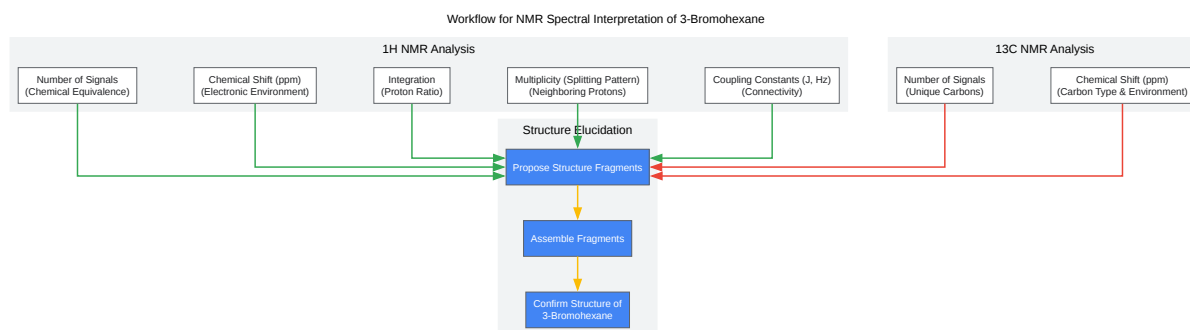 Workflow for NMR Spectral Interpretation of 3-Bromohexane
1H NMR Analysis
13C NMR Analysis
Number of Signals
(Chemical Equivalence)
Chemical Shift (ppm)
(Electronic Environment)
Integration
(Proton Ratio)
Multiplicity (Splitting Pattern)
(Neighboring Protons)
Coupling Constants (J, Hz)
(Connectivity)
Number of Signals
(Unique Carbons)
Chemical Shift (ppm)
(Carbon Type & Environment)
Structure Elucidation
Propose Structure Fragments
Assemble Fragments
Confirm Structure of
3-Bromohexane